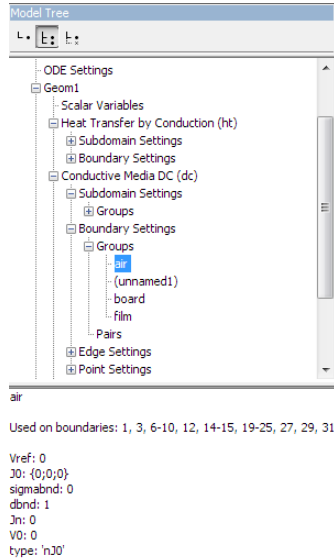 Model Tree
ODE Settings
Geom1
Scalar Variables
Heat Transfer by Conduction (ht)
Subdomain Settings
Boundary Settings
Conductive Media DC (dc)
Subdomain Settings
Groups
Boundary Settings
Groups
air
(unnamed1)
board
film
Pairs
Edge Settings
Point Settings
air
Used on boundaries: 1, 3, 6-10, 12, 14-15, 19-25, 27, 29, 31
Vref: 0
J0: {0;0;0}
sigmabnd: 0
dbnd: 1
Jn: 0
V0: 0
type: 'nJ0'